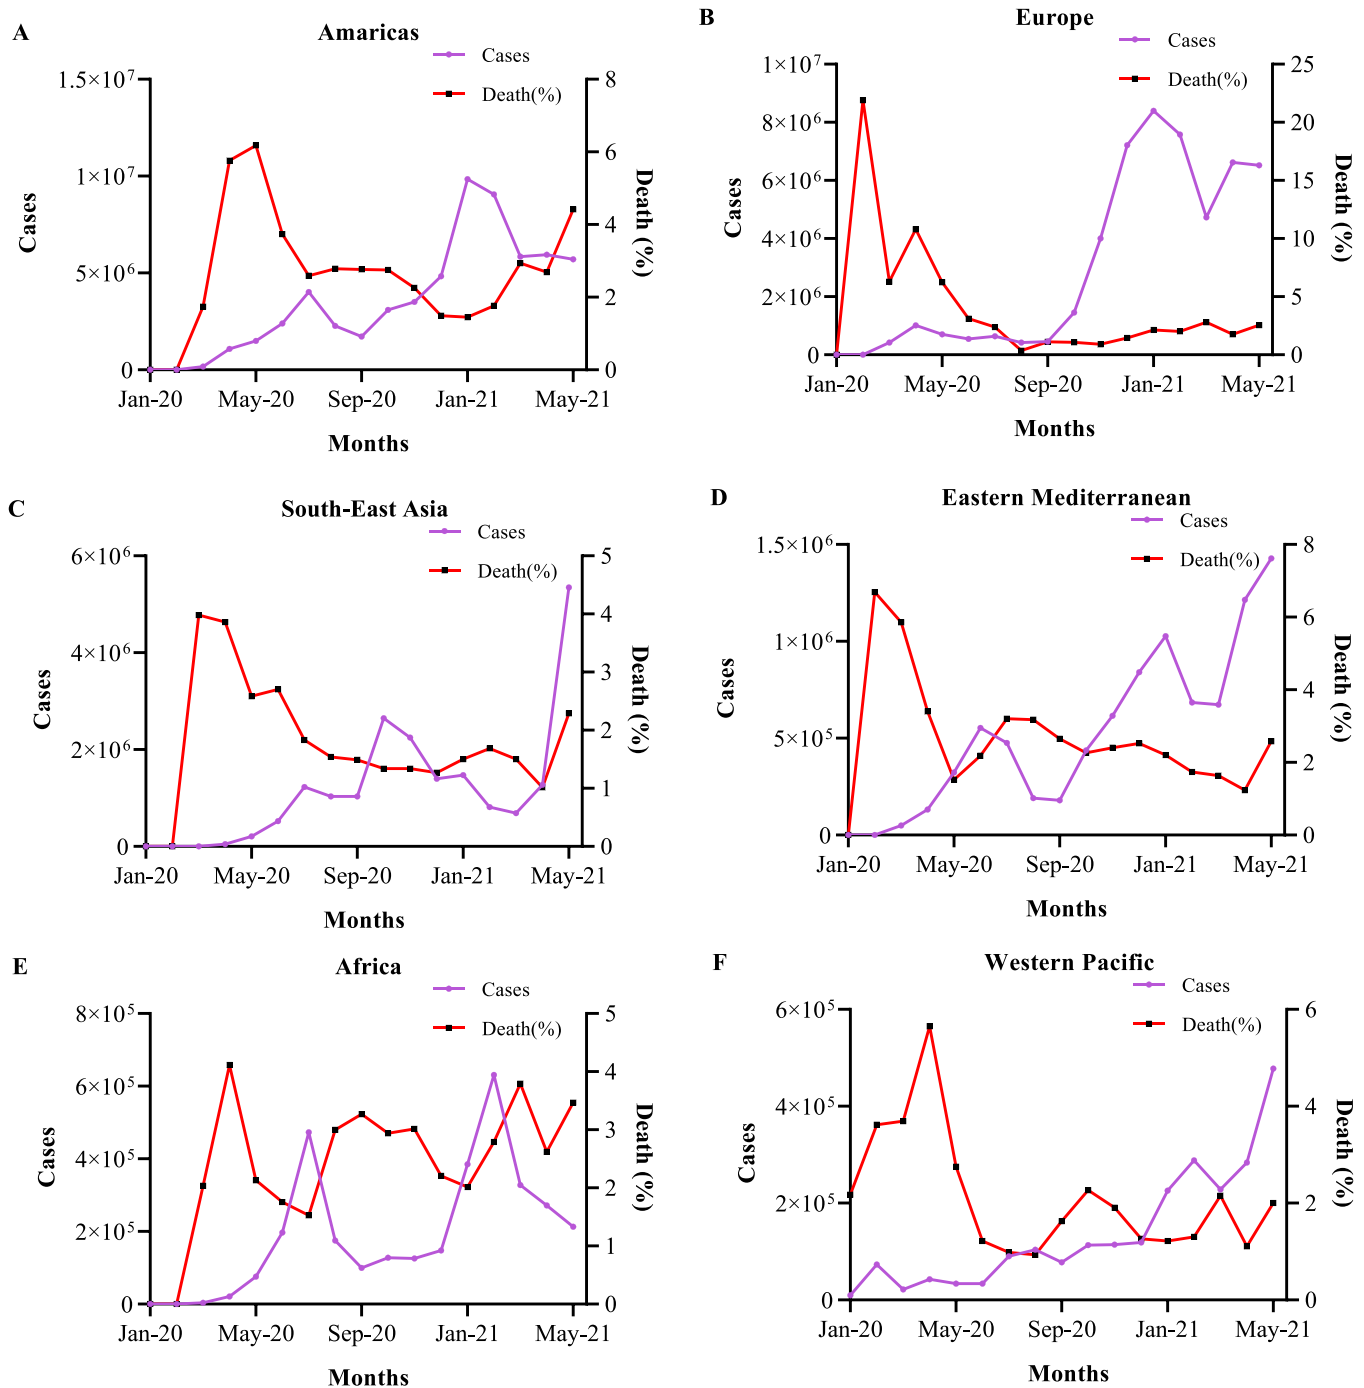 A
Amaricas
Cases
Death(%)
1.5×10⁷
1×10⁷
5×10⁶
0
8
6
4
2
0
Cases
Death (%)
Jan-20 May-20 Sep-20 Jan-21 May-21
Months
B
Europe
Cases
Death(%)
1×10⁷
8×10⁶
6×10⁶
4×10⁶
2×10⁶
0
25
20
15
10
5
0
Cases
Death (%)
Jan-20 May-20 Sep-20 Jan-21 May-21
Months
C
South-East Asia
Cases
Death(%)
6×10⁶
4×10⁶
2×10⁶
0
5
4
3
2
1
0
Cases
Death (%)
Jan-20 May-20 Sep-20 Jan-21 May-21
Months
D
Eastern Mediterranean
Cases
Death(%)
1.5×10⁶
1×10⁶
5×10⁵
0
8
6
4
2
0
Cases
Death (%)
Jan-20 May-20 Sep-20 Jan-21 May-21
Months
E
Africa
Cases
Death(%)
8×10⁵
6×10⁵
4×10⁵
2×10⁵
0
5
4
3
2
1
0
Cases
Death (%)
Jan-20 May-20 Sep-20 Jan-21 May-21
Months
F
Western Pacific
Cases
Death(%)
6×10⁵
4×10⁵
2×10⁵
0
6
4
2
0
Cases
Death (%)
Jan-20 May-20 Sep-20 Jan-21 May-21
Months